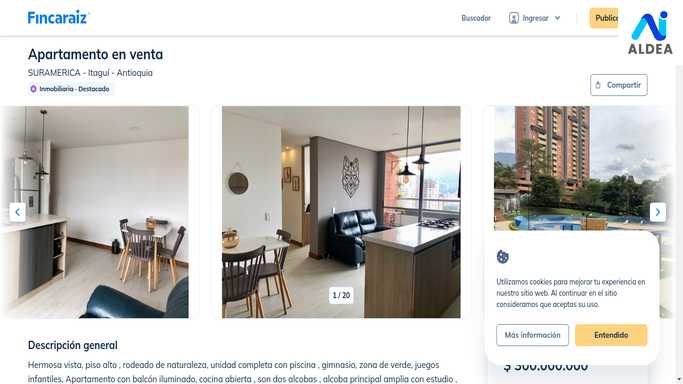 Fincaraiz
Buscador
Ingresar
Public
ALDEA
Apartamento en venta
SURAMERICA - Itaguí - Antioquia
Inmobiliaria · Destacado
Compartir
1 / 20
Utilizamos cookies para mejorar tu experiencia en
nuestro sitio web. Al continuar en el sitio
consideramos que aceptas su uso.
Más información
Entendido
$ 300.000.000
Descripción general
Hermosa vista, piso alto , rodeado de naturaleza, unidad completa con piscina , gimnasio, zona de verde, juegos
infantiles, Apartamento con balcón iluminado, cocina abierta , son dos alcobas , alcoba principal amplia con estudio ,